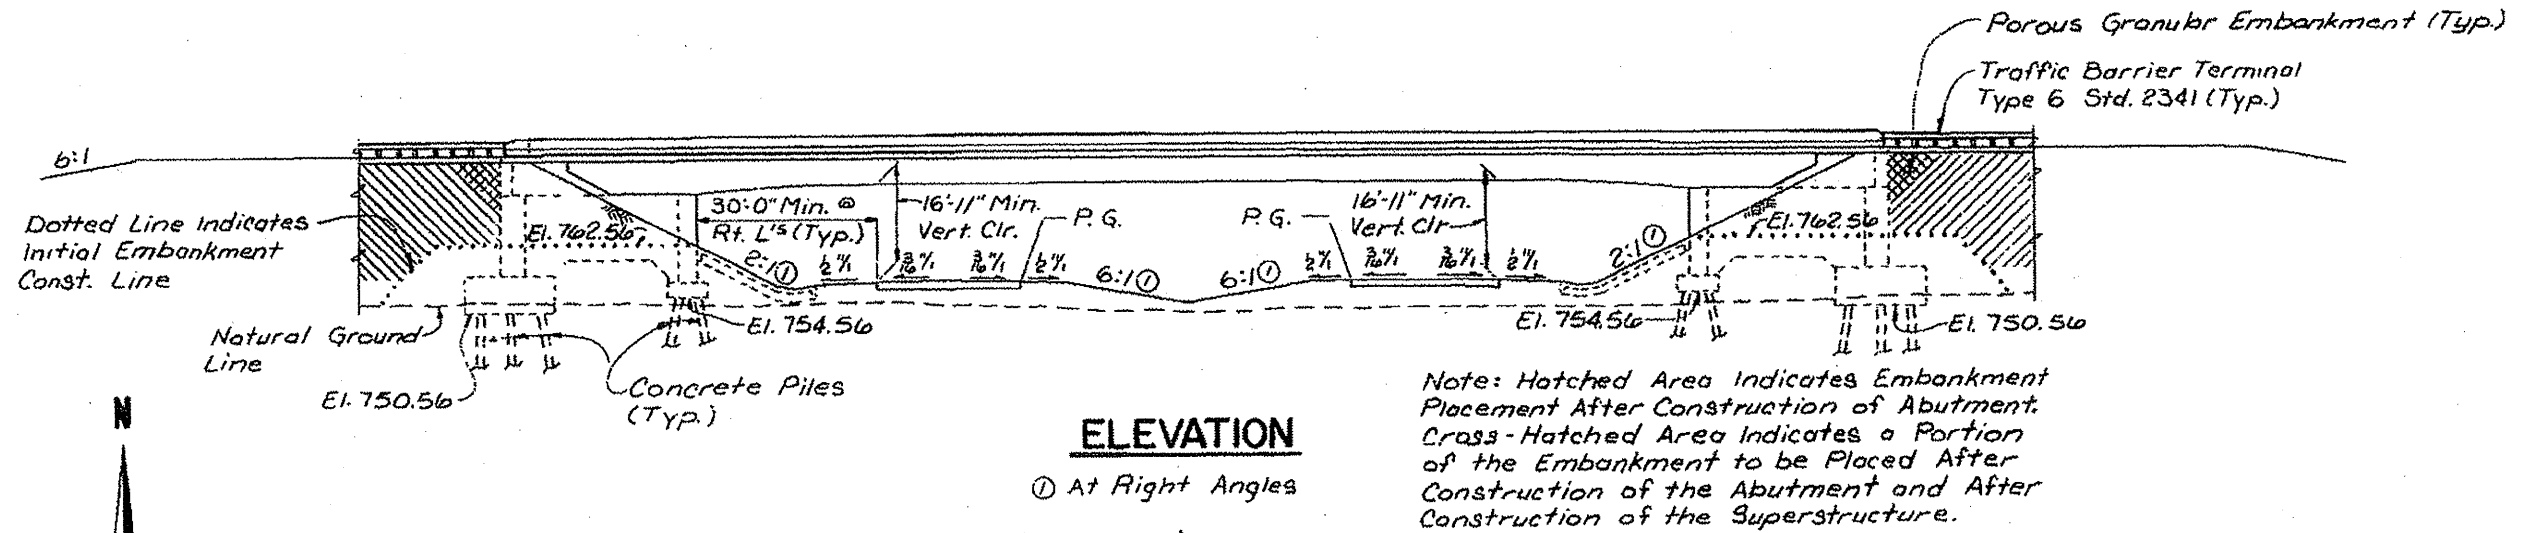 Porous Granular Embankment (Typ.)
Traffic Barrier Terminal
Type 6 Std. 2341 (Typ.)
6:1
Dotted Line Indicates
Initial Embankment
Const. Line
El. 762.56
30'-0" Min. @
Rt. L's (Typ.)
16'-11" Min.
Vert. Clr.
P.G.
P.G.
16'-11" Min.
Vert. Clr.
El. 762.56
2:1 ①
1/2"/1
3/16"/1
3/16"/1
1/2"/1
6:1 ①
6:1 ①
1/2"/1
3/16"/1
3/16"/1
1/2"/1
2:1 ①
Natural Ground
Line
El. 754.56
El. 754.56
El. 750.56
El. 750.56
Concrete Piles
(Typ.)
N
ELEVATION
① At Right Angles
Note: Hatched Area Indicates Embankment
Placement After Construction of Abutment.
Cross-Hatched Area Indicates a Portion
of the Embankment to be Placed After
Construction of the Abutment and After
Construction of the Superstructure.